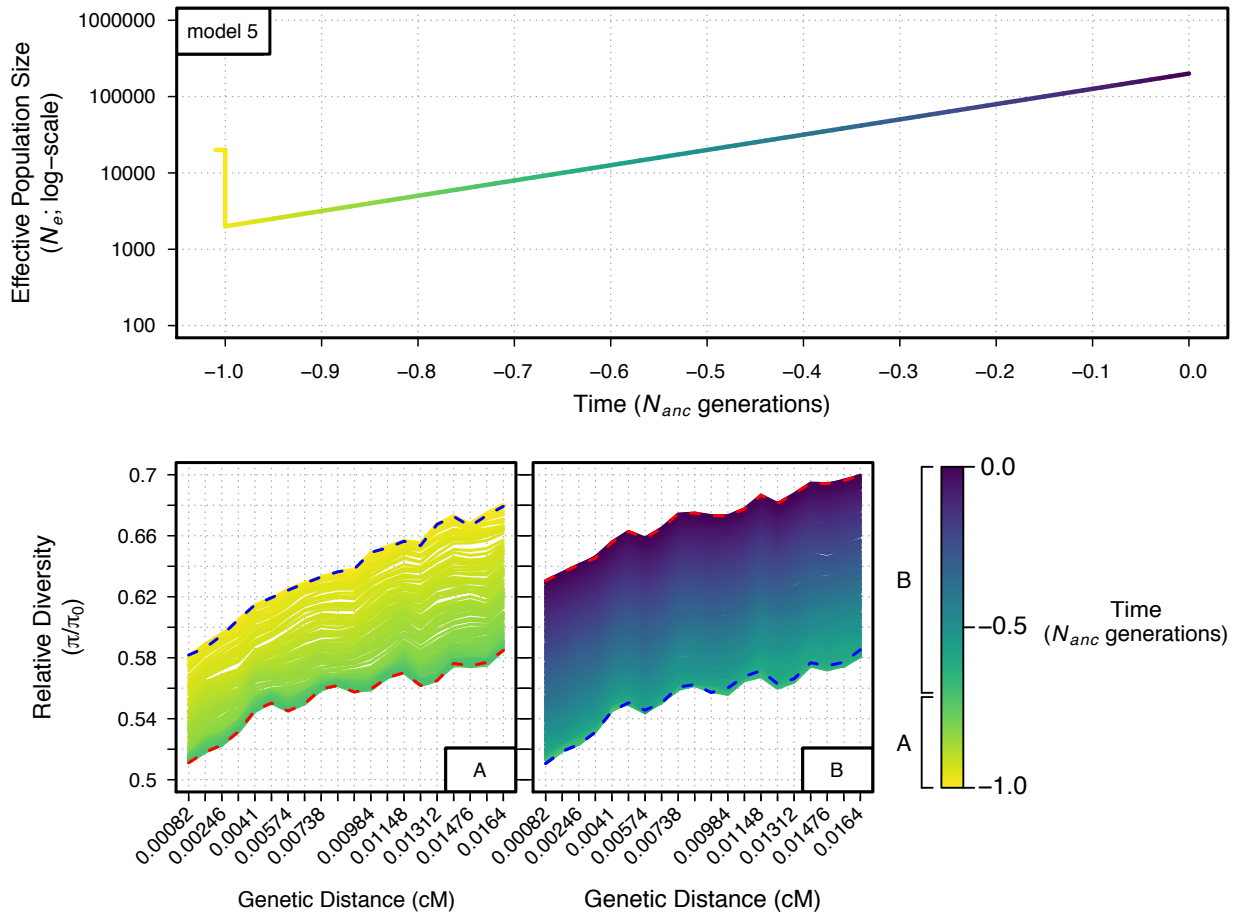 model 5
Effective Population Size
(Ne; log−scale)
1000000
100000
10000
1000
100
−1.0 −0.9 −0.8 −0.7 −0.6 −0.5 −0.4 −0.3 −0.2 −0.1 0.0
Time (Nanc generations)
Relative Diversity
(π/π0)
0.7
0.66
0.62
0.58
0.54
0.5
A
B
0.00082 0.00246 0.0041 0.00574 0.00738 0.00984 0.01148 0.01312 0.01476 0.0164
0.00082 0.00246 0.0041 0.00574 0.00738 0.00984 0.01148 0.01312 0.01476 0.0164
Genetic Distance (cM)
Genetic Distance (cM)
B
A
0.0
−0.5
−1.0
Time
(Nanc generations)